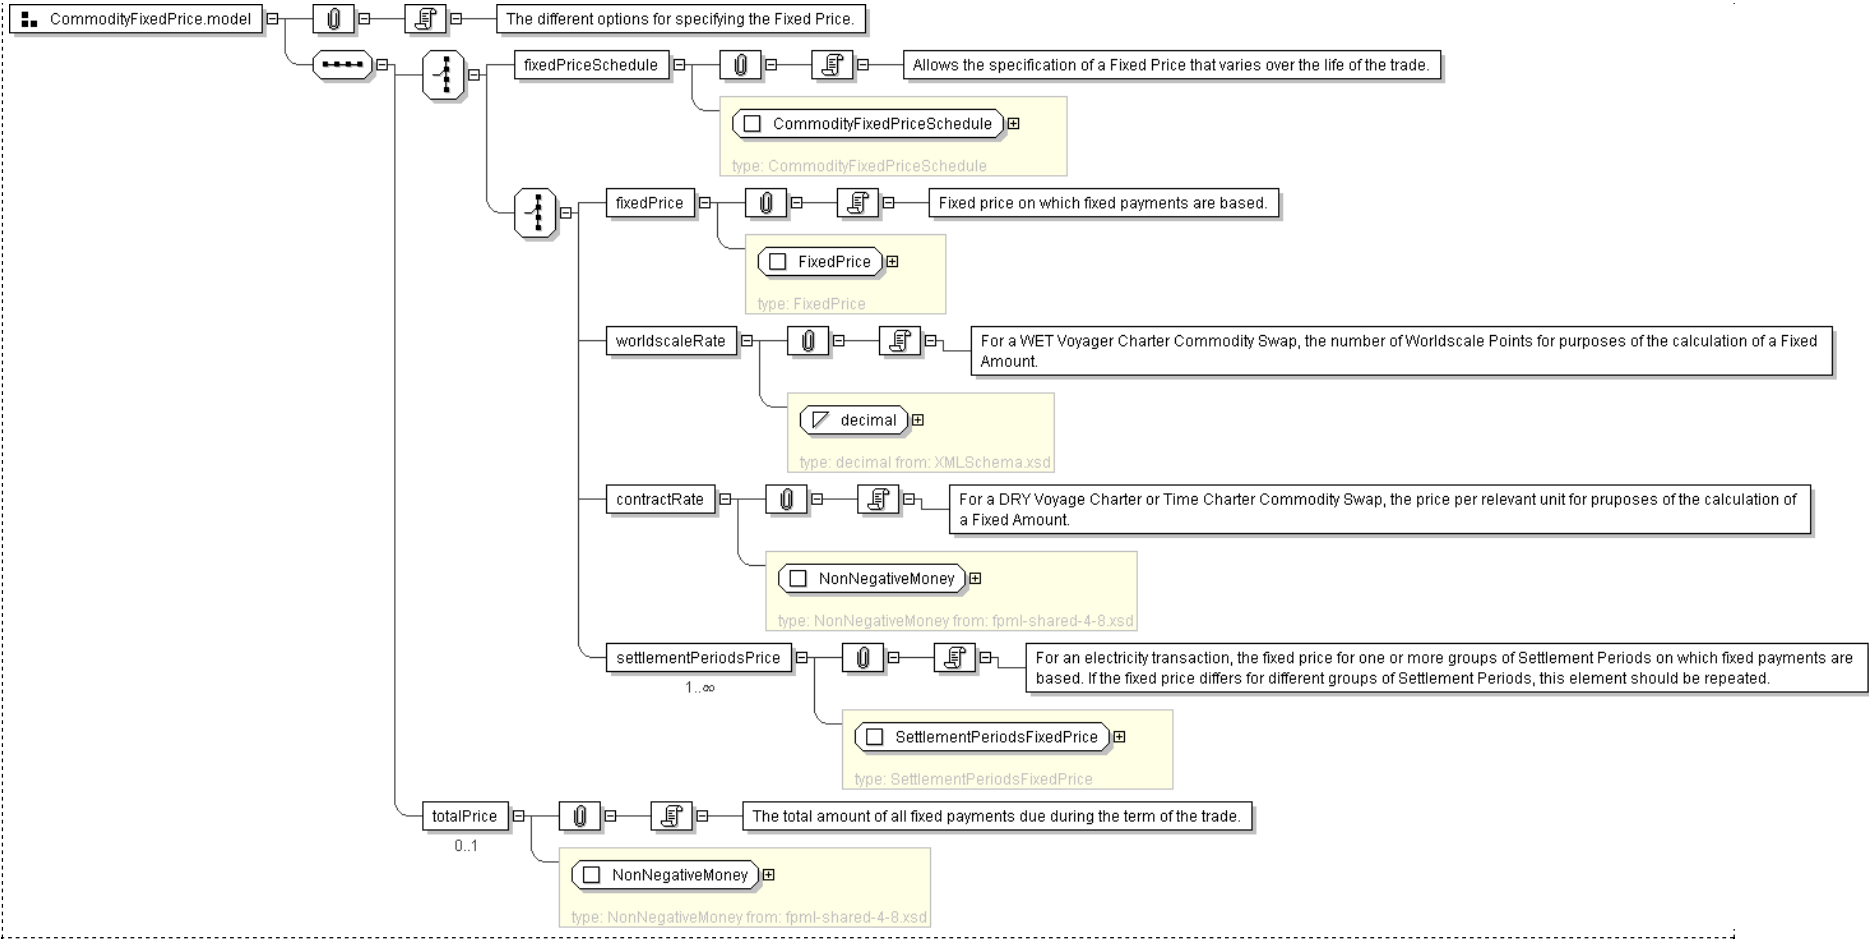 CommodityFixedPrice.model
The different options for specifying the Fixed Price.
fixedPriceSchedule
Allows the specification of a Fixed Price that varies over the life of the trade.
CommodityFixedPriceSchedule
type: CommodityFixedPriceSchedule
fixedPrice
Fixed price on which fixed payments are based.
FixedPrice
type: FixedPrice
worldscaleRate
For a WET Voyager Charter Commodity Swap, the number of Worldscale Points for purposes of the calculation of a Fixed
Amount.
decimal
type: decimal from: XMLSchema.xsd
contractRate
For a DRY Voyage Charter or Time Charter Commodity Swap, the price per relevant unit for pruposes of the calculation of
a Fixed Amount.
NonNegativeMoney
type: NonNegativeMoney from: fpml-shared-4-8.xsd
settlementPeriodsPrice
1..∞
For an electricity transaction, the fixed price for one or more groups of Settlement Periods on which fixed payments are
based. If the fixed price differs for different groups of Settlement Periods, this element should be repeated.
SettlementPeriodsFixedPrice
type: SettlementPeriodsFixedPrice
totalPrice
0..1
The total amount of all fixed payments due during the term of the trade.
NonNegativeMoney
type: NonNegativeMoney from: fpml-shared-4-8.xsd